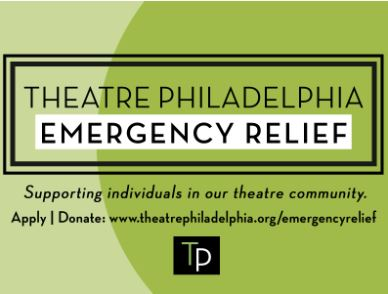 THEATRE PHILADELPHIA
EMERGENCY RELIEF
Supporting individuals in our theatre community.
Apply | Donate: www.theatrephiladelphia.org/emergencyrelief
Tp